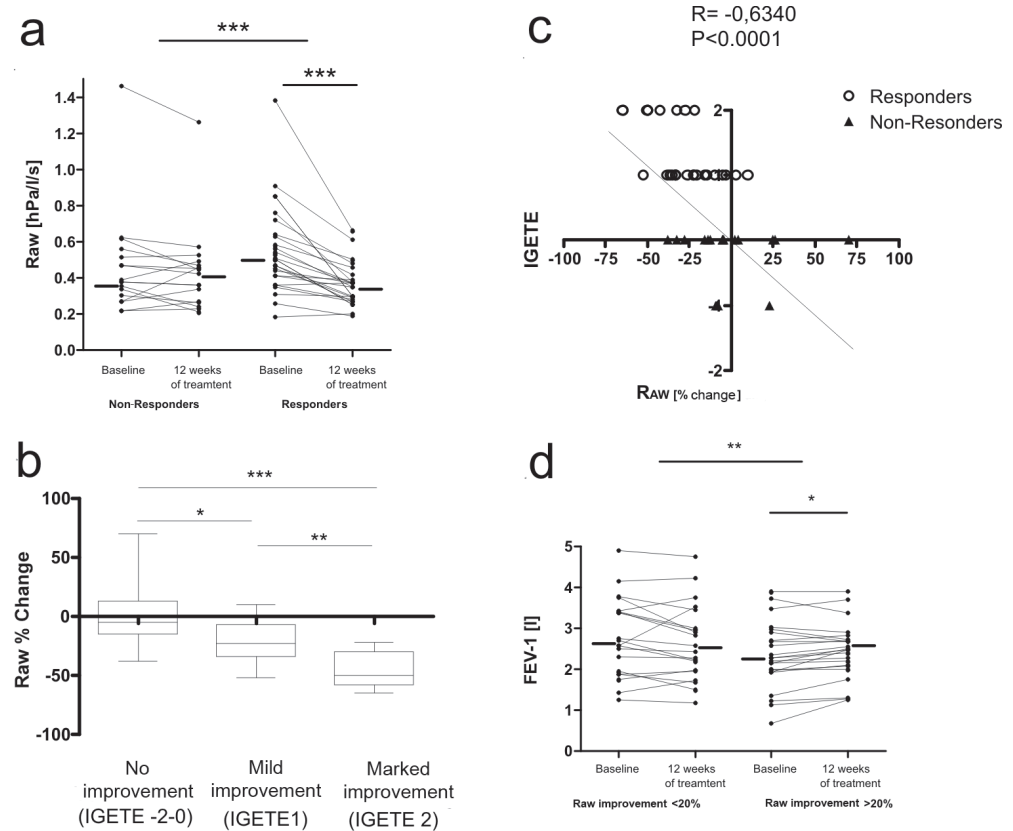 a
***
***
1.4
1.2
1.0
0.8
0.6
0.4
0.2
0.0
Raw [hPa/l/s]
Baseline
12 weeks
of treamtent
Baseline
12 weeks
of treatment
Non-Responders
Responders
c
R= -0,6340
P<0.0001
Responders
Non-Resonders
IGETE
2
-1
-2
-100
-75
-50
-25
25
50
75
100
RAW [% change]
b
***
*
**
100
50
0
-50
-100
Raw % Change
No
improvement
(IGETE -2-0)
Mild
improvement
(IGETE1)
Marked
improvement
(IGETE 2)
d
**
*
5
4
3
2
1
0
FEV-1 [l]
Baseline
12 weeks
of treamtent
Baseline
12 weeks
of treatment
Raw improvement <20%
Raw improvement >20%